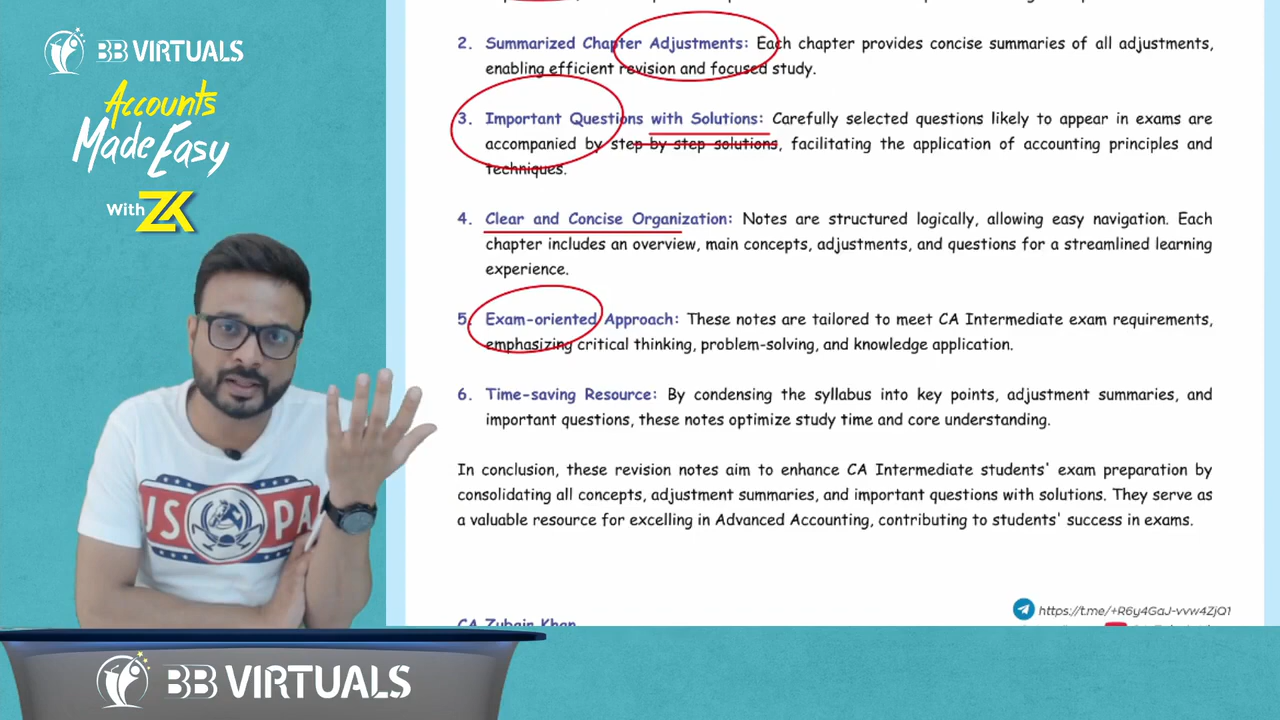 BB VIRTUALS
Accounts
Made Easy
With ZK
2. Summarized Chapter Adjustments: Each chapter provides concise summaries of all adjustments,
enabling efficient revision and focused study.
3. Important Questions with Solutions: Carefully selected questions likely to appear in exams are
accompanied by step by step solutions, facilitating the application of accounting principles and
techniques.
4. Clear and Concise Organization: Notes are structured logically, allowing easy navigation. Each
chapter includes an overview, main concepts, adjustments, and questions for a streamlined learning
experience.
5. Exam-oriented Approach: These notes are tailored to meet CA Intermediate exam requirements,
emphasizing critical thinking, problem-solving, and knowledge application.
6. Time-saving Resource: By condensing the syllabus into key points, adjustment summaries, and
important questions, these notes optimize study time and core understanding.
In conclusion, these revision notes aim to enhance CA Intermediate students' exam preparation by
consolidating all concepts, adjustment summaries, and important questions with solutions. They serve as
a valuable resource for excelling in Advanced Accounting, contributing to students' success in exams.
https://t.me/+R6y4GaJ-vvw4ZjQ1
CA Zubair Khan
USPA
BB VIRTUALS